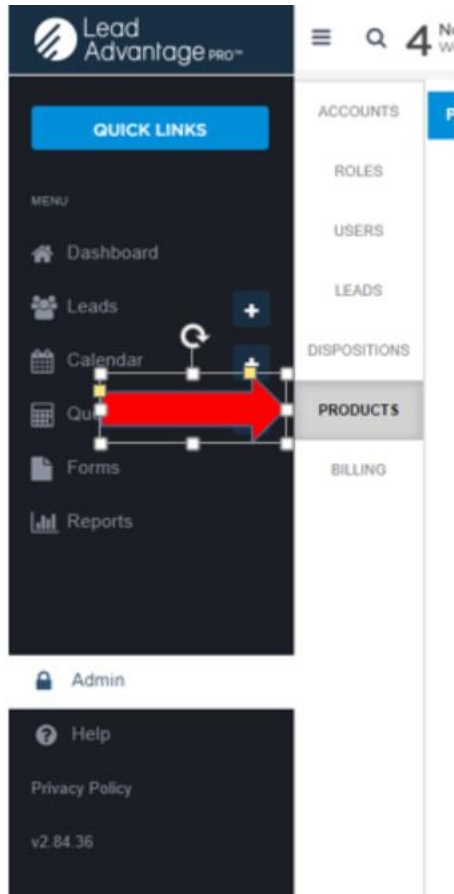 Lead
Advantage PRO™
4
QUICK LINKS
MENU
Dashboard
Leads
Calendar
Forms
Reports
Admin
Help
Privacy Policy
v2.84.36
ACCOUNTS
ROLES
USERS
LEADS
DISPOSITIONS
PRODUCTS
BILLING